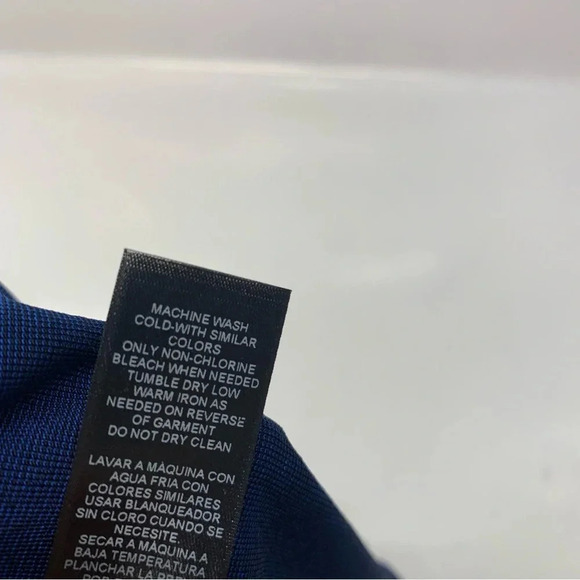 MACHINE WASH
COLD-WITH SIMILAR
COLORS
ONLY NON-CHLORINE
BLEACH WHEN NEEDED
TUMBLE DRY LOW
WARM IRON AS
NEEDED ON REVERSE
OF GARMENT
DO NOT DRY CLEAN
LAVAR A MÁQUINA CON
AGUA FRIA CON
COLORES SIMILARES
USAR BLANQUEADOR
SIN CLORO CUANDO SE
NECESITE.
SECAR A MÁQUINA A
BAJA TEMPERATURA
PLANCHAR LA